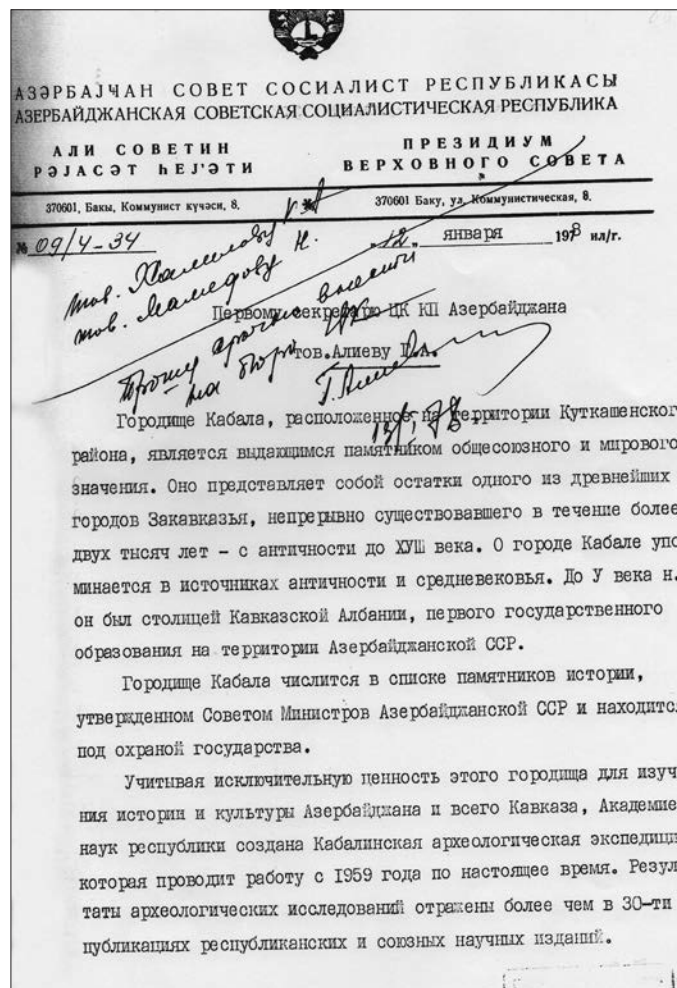 АЗӘРБАЈҸАН СОВЕТ СОСИАЛИСТ РЕСПУБЛИКАСЫ
АЗЕРБАЙДЖАНСКАЯ СОВЕТСКАЯ СОЦИАЛИСТИЧЕСКАЯ РЕСПУБЛИКА
АЛИ СОВЕТИН
РӘЈАСӘТ ҺЕЈ'ӘТИ
ПРЕЗИДИУМ
ВЕРХОВНОГО СОВЕТА
370601, Бакы, Коммунист күчәси, 8.
370601 Баку, ул. Коммунистическая, 8.
№ 09/4-34
„12„ января 1978 ил/г.
тов. Халилову
тов. Мамедову Н.
Прошу срочно внести
на бюро ЦК
Г. Алиев
13/I 78
Первому секретарю ЦК КП Азербайджана
тов.Алиеву Г.А.
Городище Кабала, расположенное на территории Куткашенског
района, является выдающимся памятником общесоюзного и мирового
значения. Оно представляет собой остатки одного из древнейших
городов Закавказья, непрерывно существовавшего в течение более
двух тысяч лет – с античности до ХУШ века. О городе Кабале упо
минается в источниках античности и средневековья. До У века н.
он был столицей Кавказской Албании, первого государственного
образования на территории Азербайджанской ССР.
Городище Кабала числится в списке памятников истории,
утвержденном Советом Министров Азербайджанской ССР и находитс
под охраной государства.
Учитывая исключительную ценность этого городища для изуч
ния истории и культуры Азербайджана и всего Кавказа, Академие
наук республики создана Кабалинская археологическая экспедици
которая проводит работу с 1959 года по настоящее время. Резул
таты археологических исследований отражены более чем в 30-ти
публикациях республиканских и союзных научных изданий.